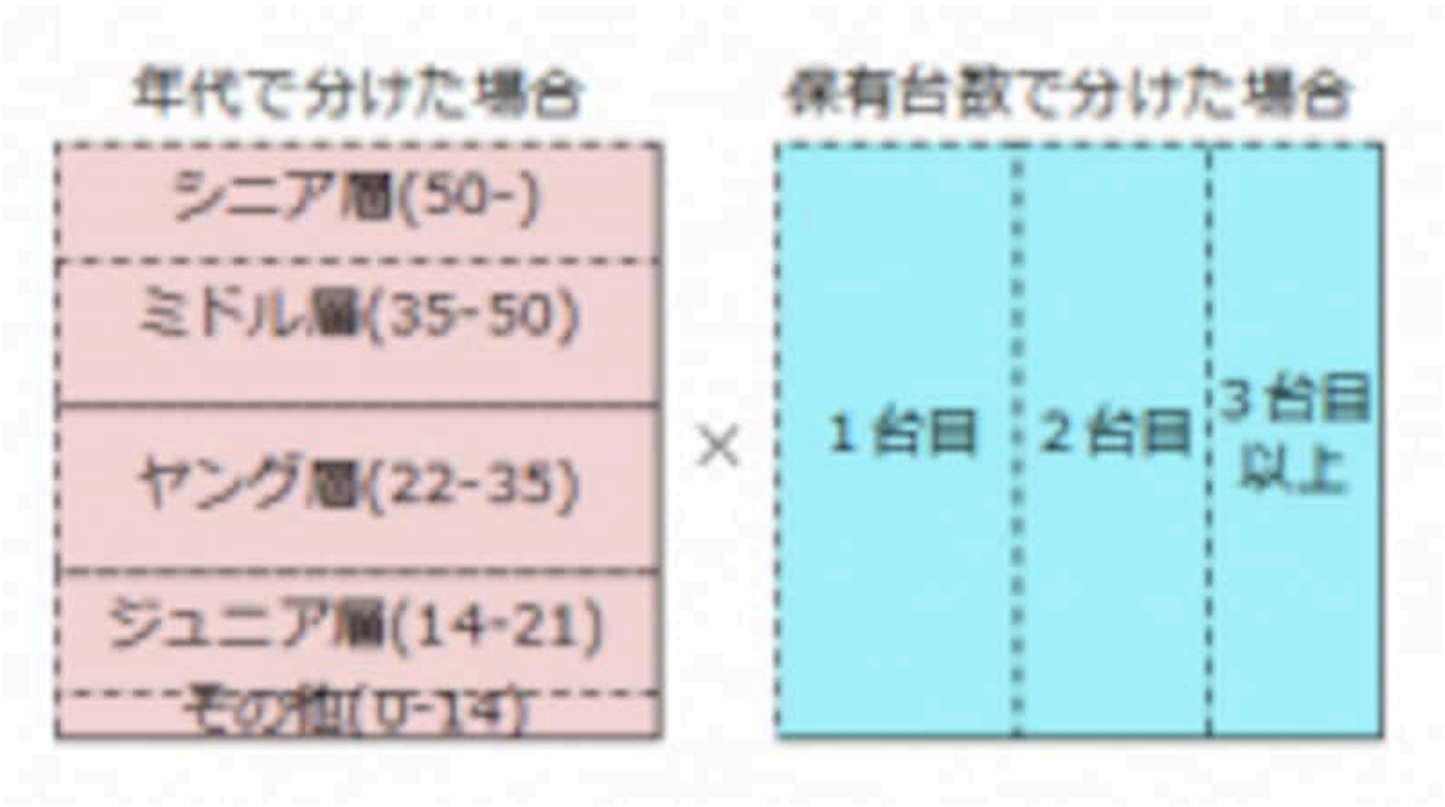 年代で分けた場合
シニア層(50-)
ミドル層(35-50)
ヤング層(22-35)
ジュニア層(14-21)
その他(0-14)
×
保有台数で分けた場合
1台目
2台目
3台目
以上